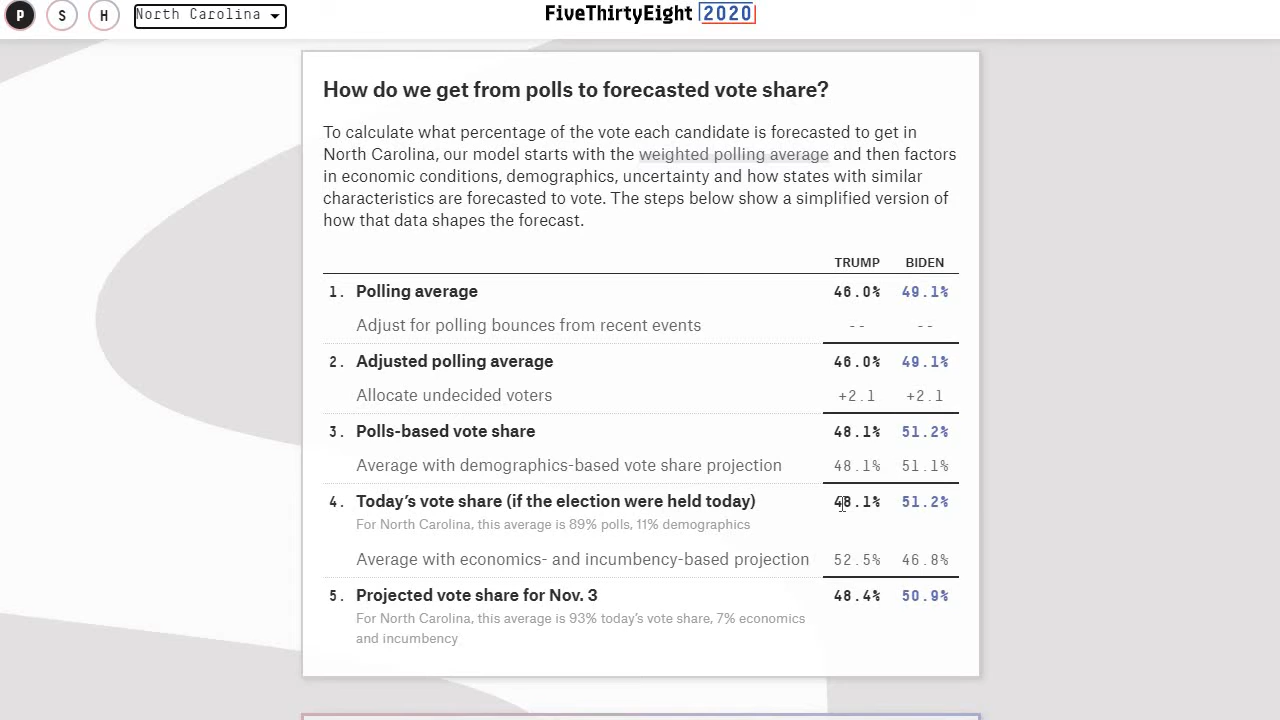 P S H North Carolina FiveThirtyEight 2020
How do we get from polls to forecasted vote share?
To calculate what percentage of the vote each candidate is forecasted to get in
North Carolina, our model starts with the weighted polling average and then factors
in economic conditions, demographics, uncertainty and how states with similar
characteristics are forecasted to vote. The steps below show a simplified version of
how that data shapes the forecast.
TRUMP BIDEN
1. Polling average 46.0% 49.1%
Adjust for polling bounces from recent events -- --
2. Adjusted polling average 46.0% 49.1%
Allocate undecided voters +2.1 +2.1
3. Polls-based vote share 48.1% 51.2%
Average with demographics-based vote share projection 48.1% 51.1%
4. Today’s vote share (if the election were held today) 48.1% 51.2%
For North Carolina, this average is 89% polls, 11% demographics
Average with economics- and incumbency-based projection 52.5% 46.8%
5. Projected vote share for Nov. 3 48.4% 50.9%
For North Carolina, this average is 93% today’s vote share, 7% economics
and incumbency